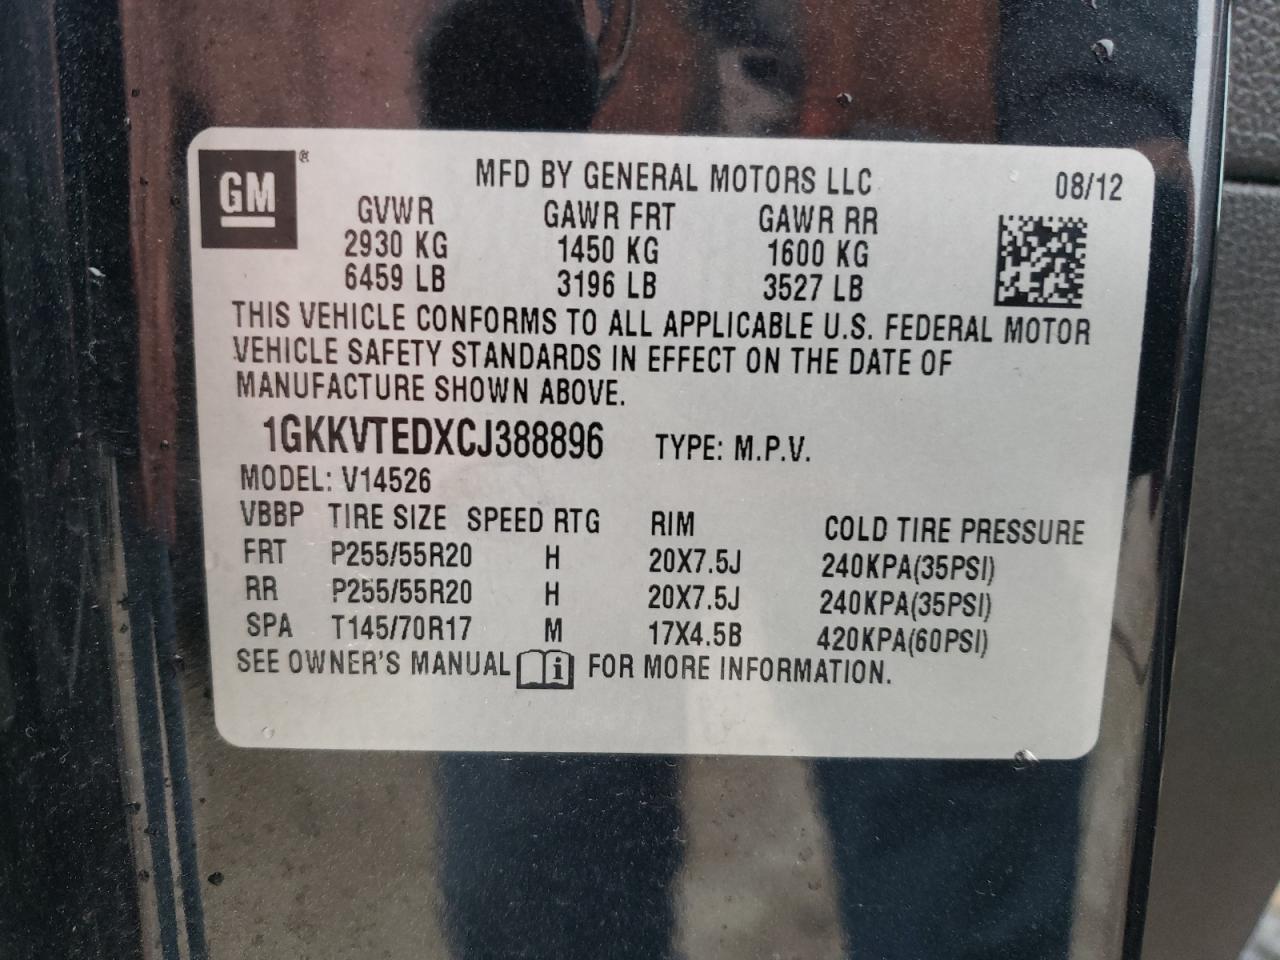 GM ®
MFD BY GENERAL MOTORS LLC 08/12
GVWR GAWR FRT GAWR RR
2930 KG 1450 KG 1600 KG
6459 LB 3196 LB 3527 LB
THIS VEHICLE CONFORMS TO ALL APPLICABLE U.S. FEDERAL MOTOR
VEHICLE SAFETY STANDARDS IN EFFECT ON THE DATE OF
MANUFACTURE SHOWN ABOVE.
1GKKVTEDXCJ388896 TYPE: M.P.V.
MODEL: V14526
VBBP TIRE SIZE SPEED RTG RIM COLD TIRE PRESSURE
FRT P255/55R20 H 20X7.5J 240KPA(35PSI)
RR P255/55R20 H 20X7.5J 240KPA(35PSI)
SPA T145/70R17 M 17X4.5B 420KPA(60PSI)
SEE OWNER'S MANUAL i FOR MORE INFORMATION.